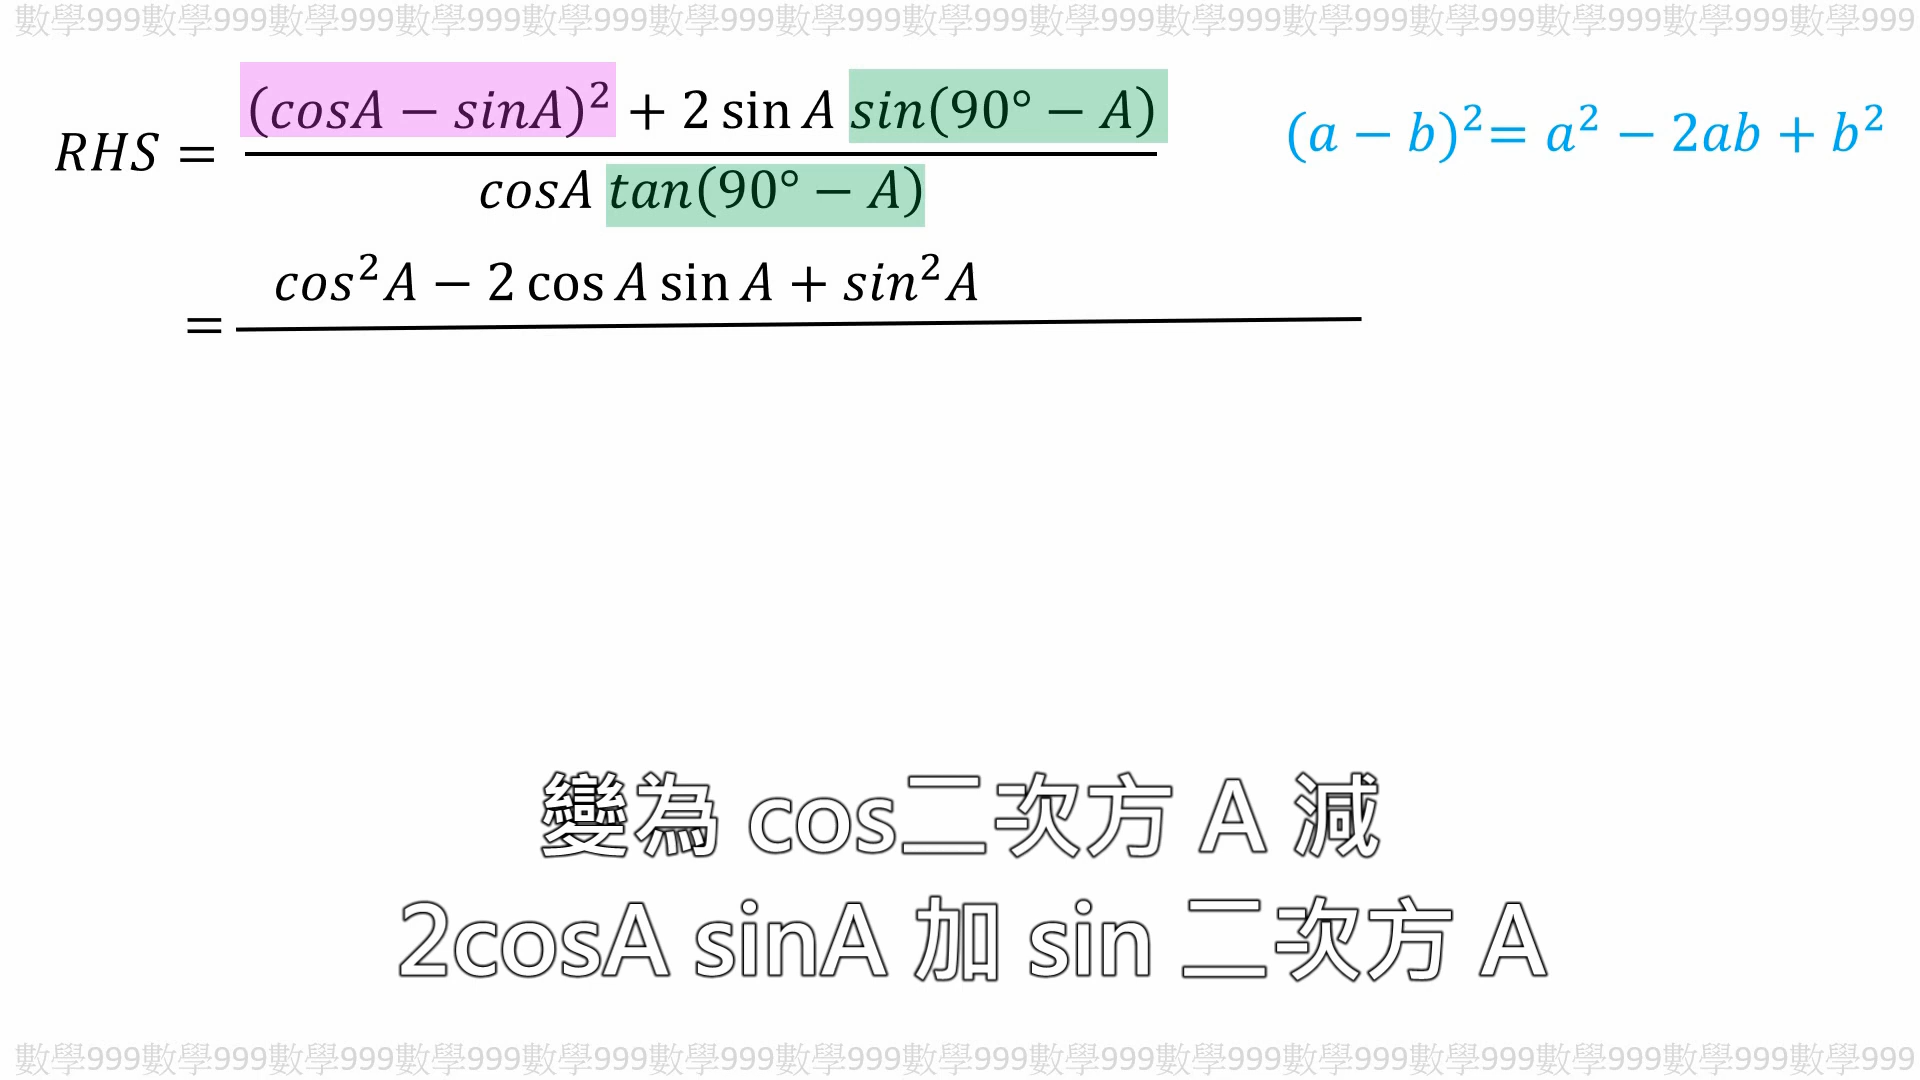 數學999數學999數學999數學999數學999數學999數學999數學999數學999數學999數學999數學999數學999數學999數學999
(cosA − sinA)² + 2 sin A sin(90° − A)
RHS =
cosA tan(90° − A)
(a − b)²= a² − 2ab + b²
cos²A − 2 cos A sin A + sin²A
=
變為 cos二次方 A 減
2cosA sinA 加 sin 二次方 A
數學999數學999數學999數學999數學999數學999數學999數學999數學999數學999數學999數學999數學999數學999數學999